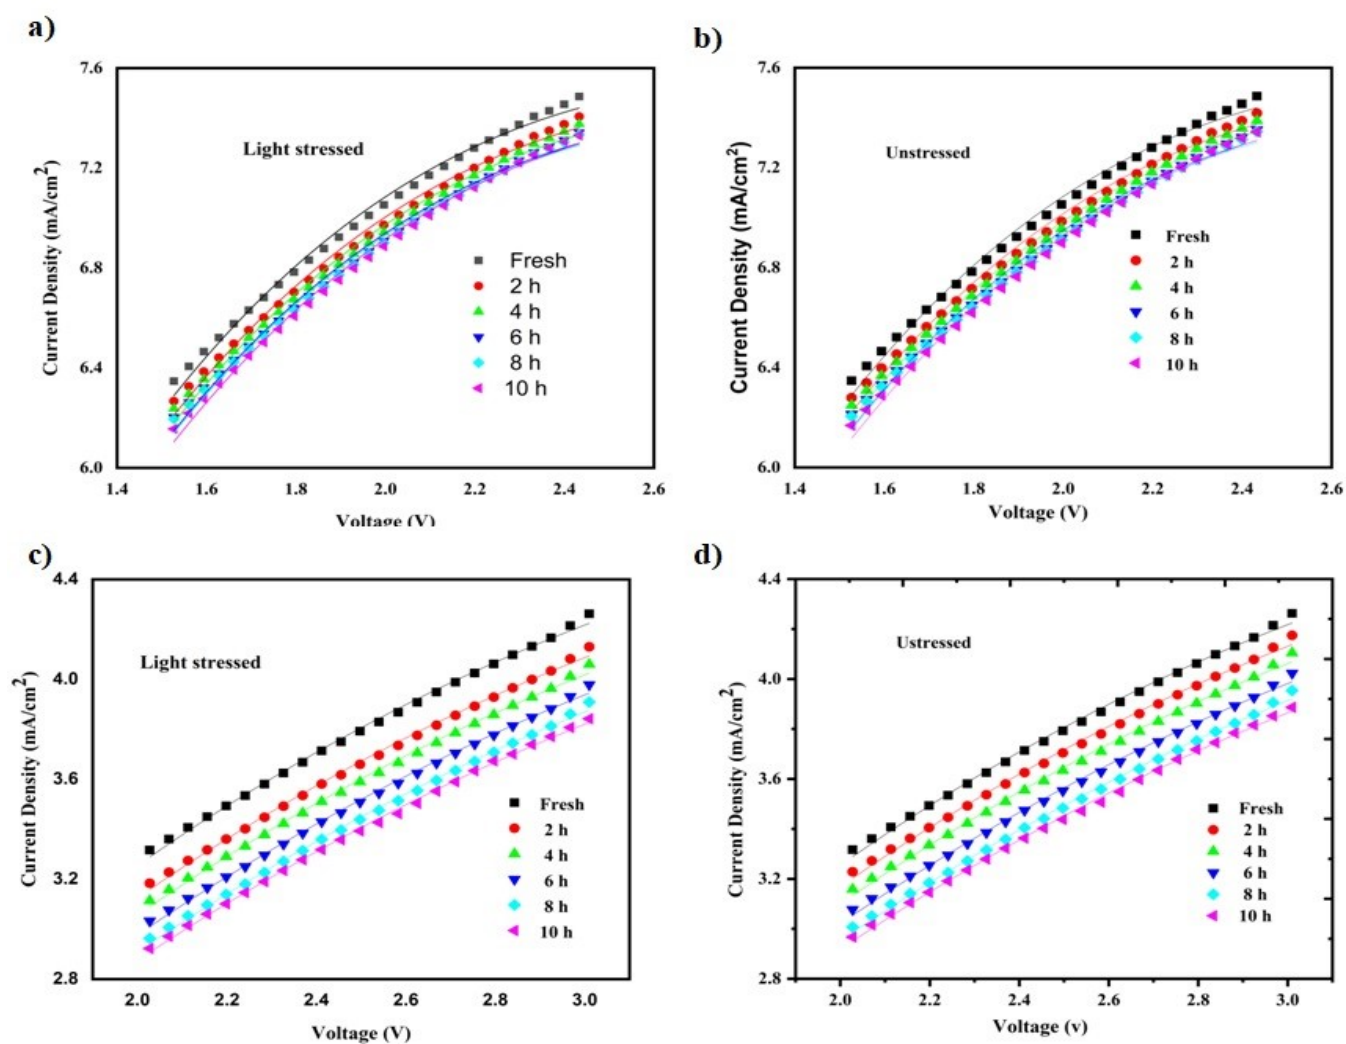 a)
7.6
7.2
6.8
6.4
6.0
Current Density (mA/cm2)
Light stressed
Fresh
2 h
4 h
6 h
8 h
10 h
1.4 1.6 1.8 2.0 2.2 2.4 2.6
Voltage (V)
b)
7.6
7.2
6.8
6.4
6.0
Current Density (mA/cm²)
Unstressed
Fresh
2 h
4 h
6 h
8 h
10 h
1.4 1.6 1.8 2.0 2.2 2.4 2.6
Voltage (V)
c)
4.4
4.0
3.6
3.2
2.8
Current Density (mA/cm2)
Light stressed
Fresh
2 h
4 h
6 h
8 h
10 h
2.0 2.2 2.4 2.6 2.8 3.0
Voltage (V)
d)
4.4
4.0
3.6
3.2
2.8
Current Density (mA/cm2)
Ustressed
Fresh
2 h
4 h
6 h
8 h
10 h
2.0 2.2 2.4 2.6 2.8 3.0
Voltage (v)